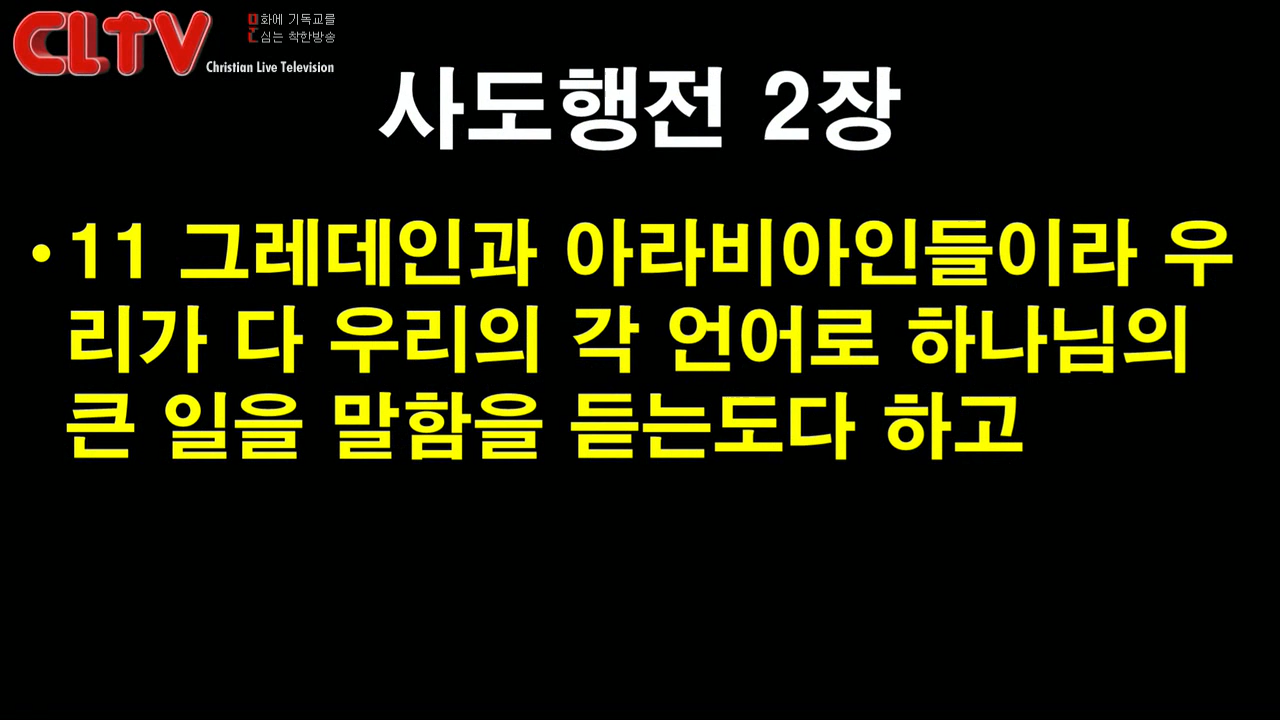 CLTV
문화에 기독교를
심는 착한방송
Christian Live Television
사도행전 2장
• 11 그레데인과 아라비아인들이라 우
리가 다 우리의 각 언어로 하나님의
큰 일을 말함을 듣는도다 하고